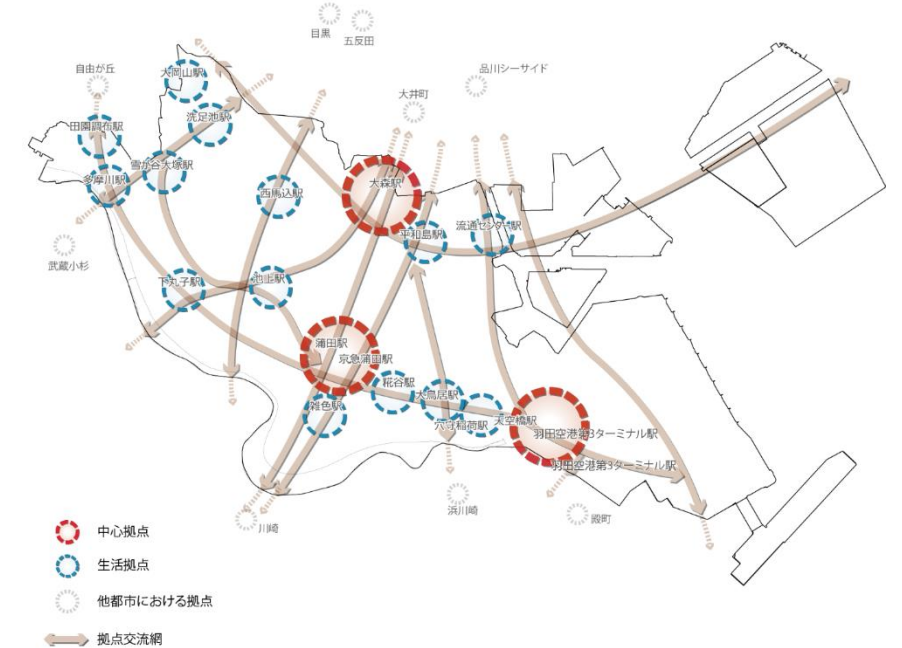 目黒
五反田
自由が丘
大岡山駅
品川シーサイド
大井町
洗足池駅
田園調布駅
雪が谷大塚駅
多摩川駅
大森駅
西馬込駅
流通センター駅
平和島駅
武蔵小杉
下丸子駅
池上駅
蒲田駅
京急蒲田駅
糀谷駅
大鳥居駅
雑色駅
天空橋駅
穴守稲荷駅
羽田空港第3ターミナル駅
羽田空港第3ターミナル駅
川崎
浜川崎
殿町
中心拠点
生活拠点
他都市における拠点
拠点交流網